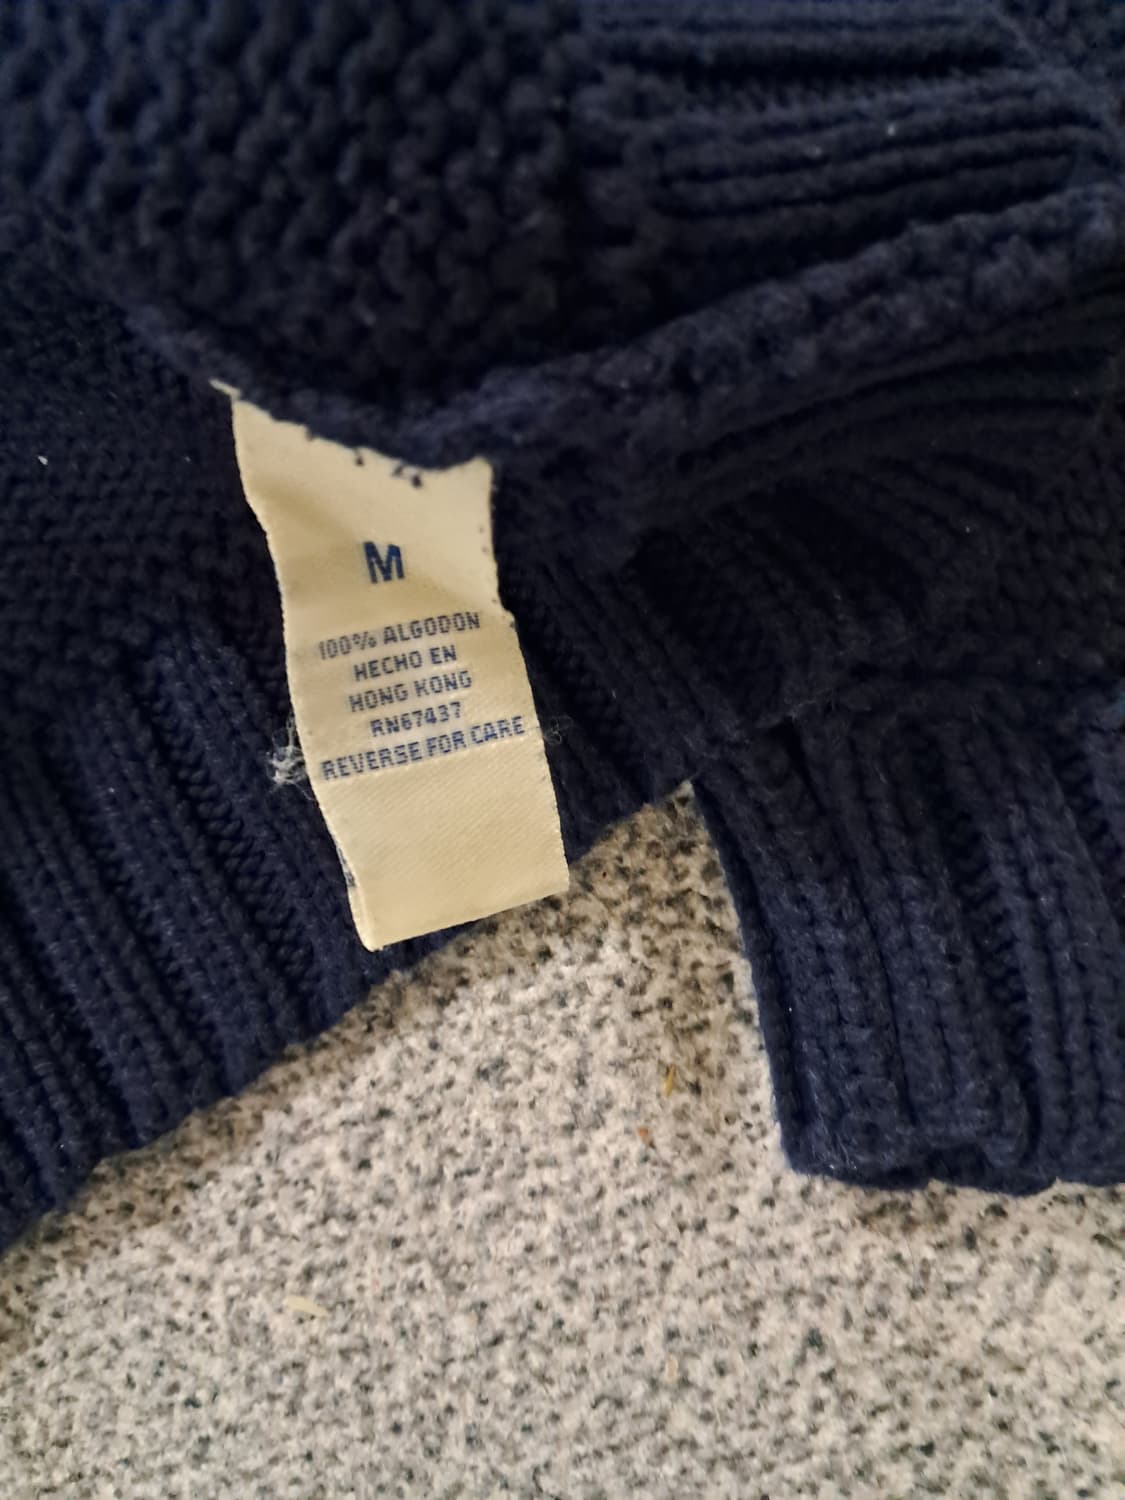 M
100% ALGODON
HECHO EN
HONG KONG
RN67437
REVERSE FOR CARE